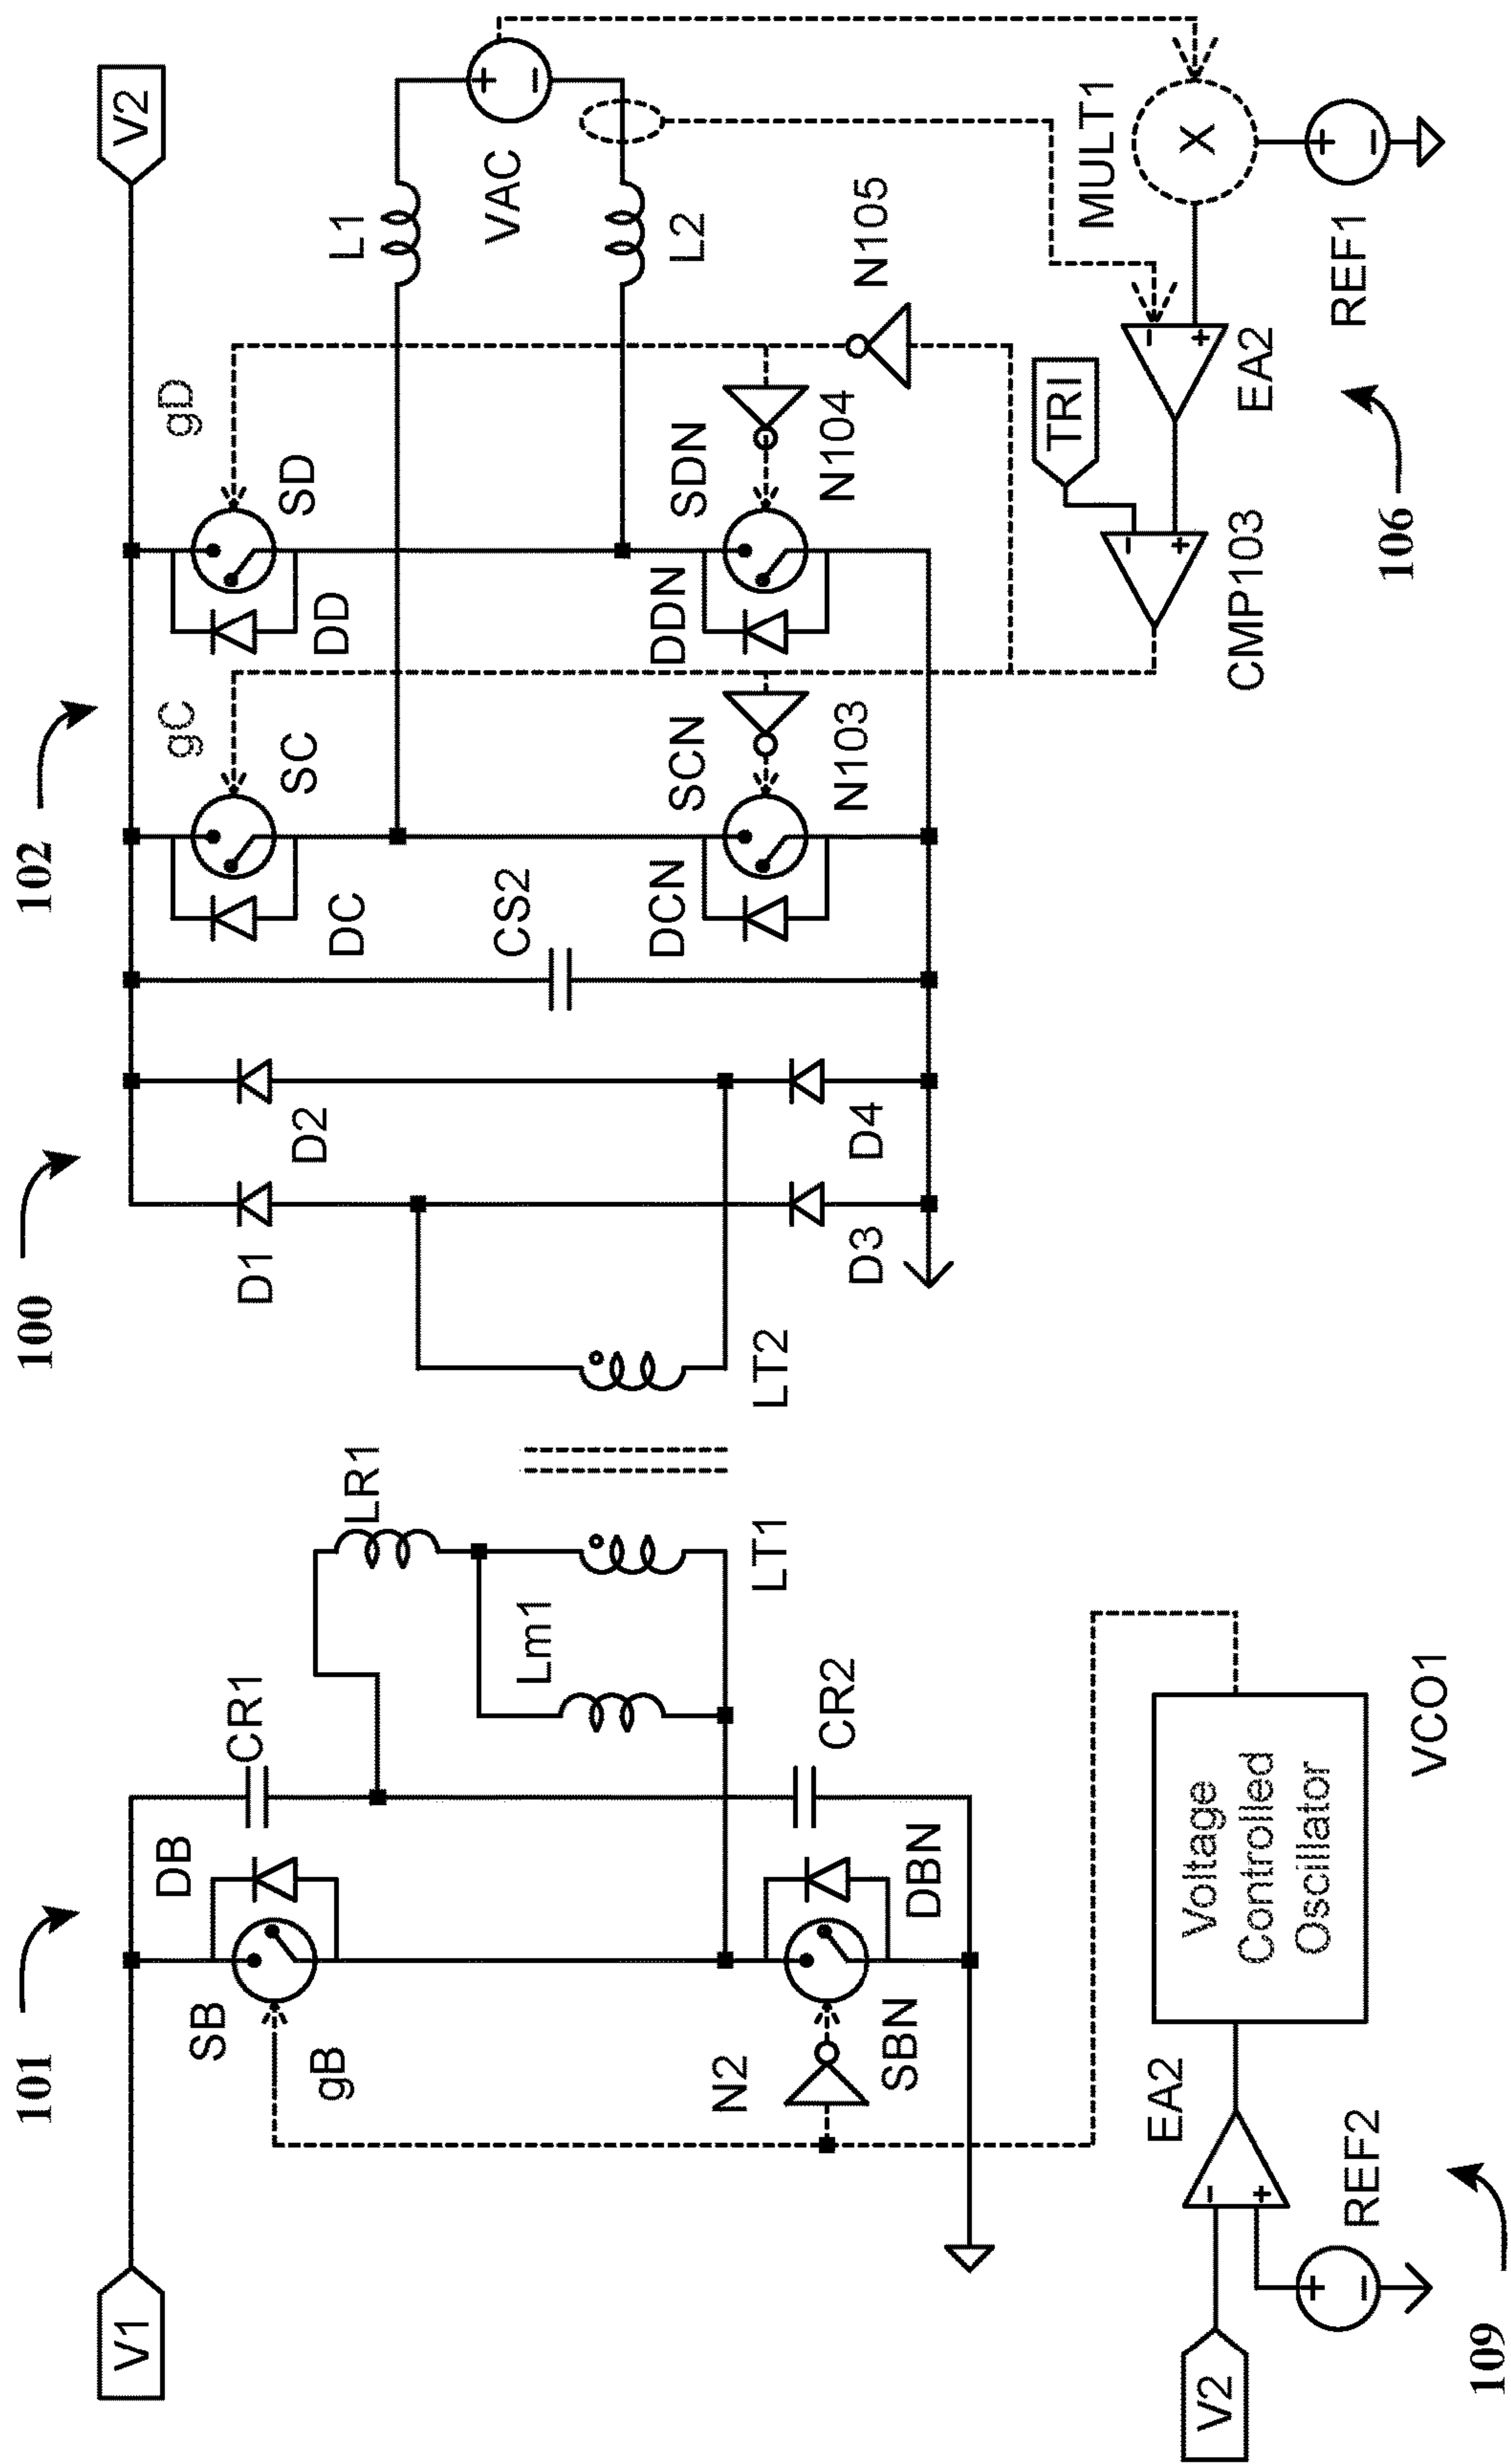 101
100
102
V1
V2
SB
DB
CR1
gB
LR1
D1
D2
DC
SC
gC
DD
SD
gD
L1
Lm1
CS2
VAC
N2
SBN
DBN
CR2
LT1
LT2
D3
D4
DCN
SCN
N103
DDN
SDN
N104
N105
L2
V2
EA2
REF2
Voltage
Controlled
Oscillator
VCO1
109
CMP103
TRI
EA2
MULT1
X
REF1
106